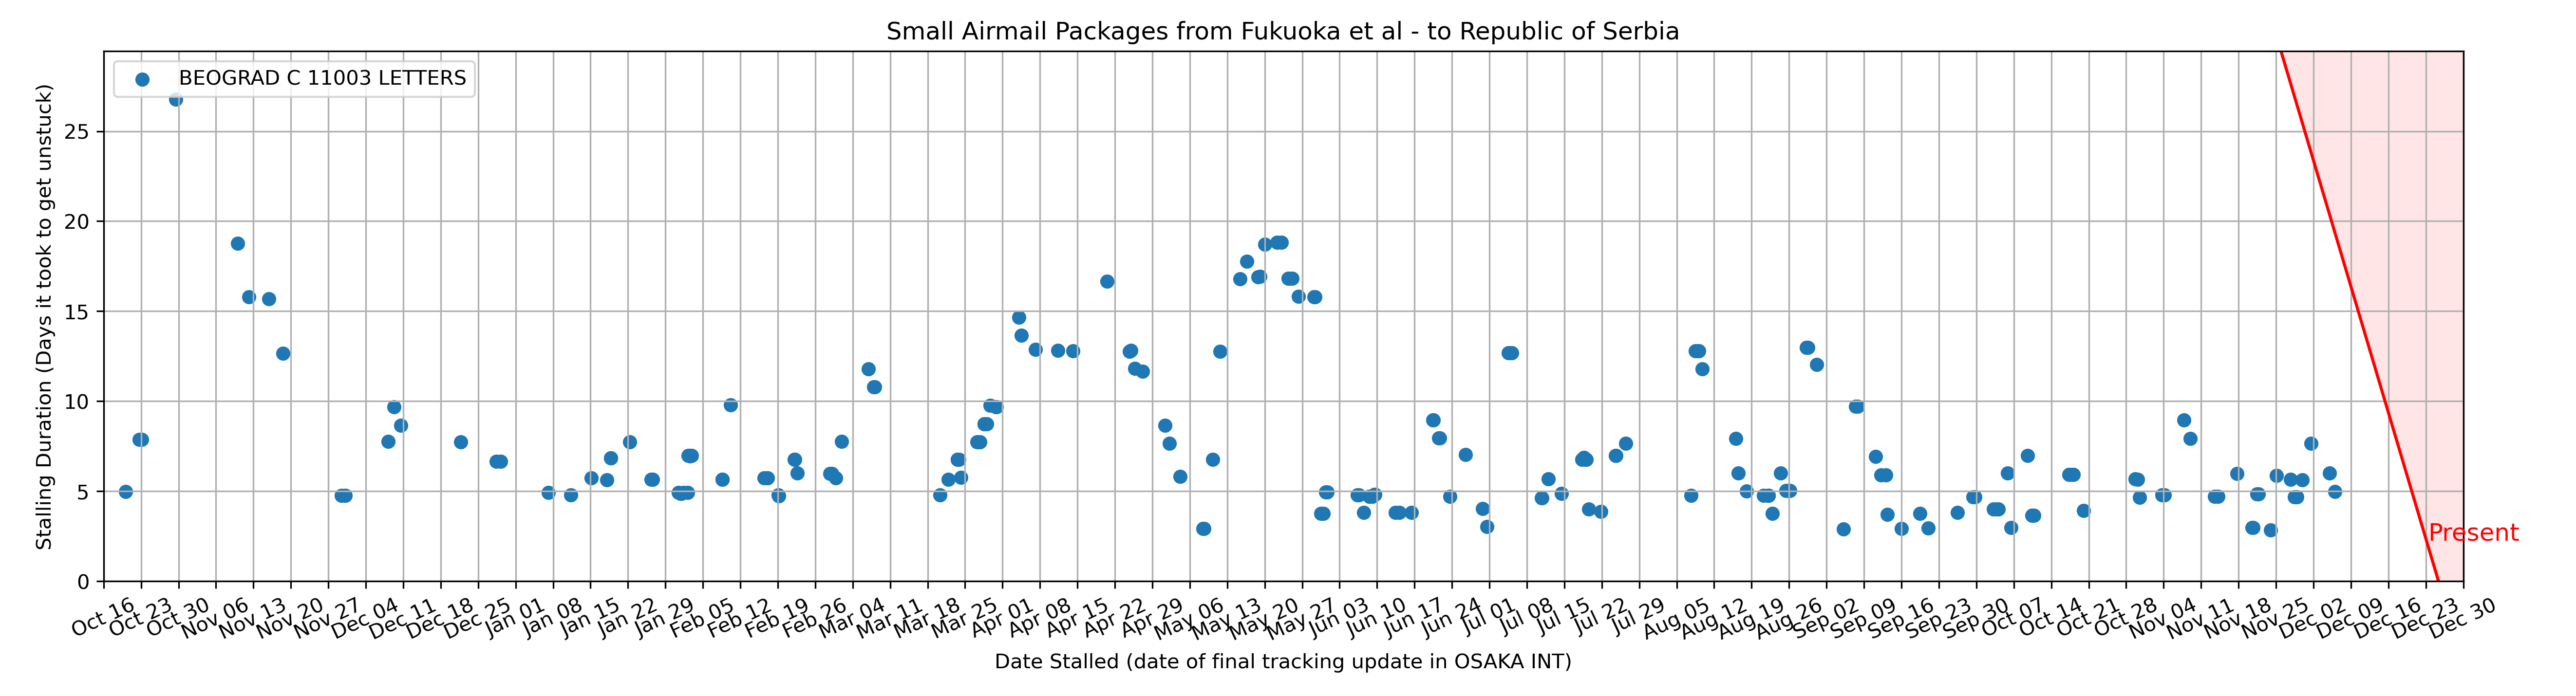 Small Airmail Packages from Fukuoka et al - to Republic of Serbia
BEOGRAD C 11003 LETTERS
Stalling Duration (Days it took to get unstuck)
25
20
15
10
5
0
Present
Oct 16 Oct 23 Oct 30 Nov 06 Nov 13 Nov 20 Nov 27 Dec 04 Dec 11 Dec 18 Dec 25 Jan 01 Jan 08 Jan 15 Jan 22 Jan 29 Feb 05 Feb 12 Feb 19 Feb 26 Mar 04 Mar 11 Mar 18 Mar 25 Apr 01 Apr 08 Apr 15 Apr 22 Apr 29 May 06 May 13 May 20 May 27 Jun 03 Jun 10 Jun 17 Jun 24 Jul 01 Jul 08 Jul 15 Jul 22 Jul 29 Aug 05 Aug 12 Aug 19 Aug 26 Sep 02 Sep 09 Sep 16 Sep 23 Sep 30 Oct 07 Oct 14 Oct 21 Oct 28 Nov 04 Nov 11 Nov 18 Nov 25 Dec 02 Dec 09 Dec 16 Dec 23 Dec 30
Date Stalled (date of final tracking update in OSAKA INT)